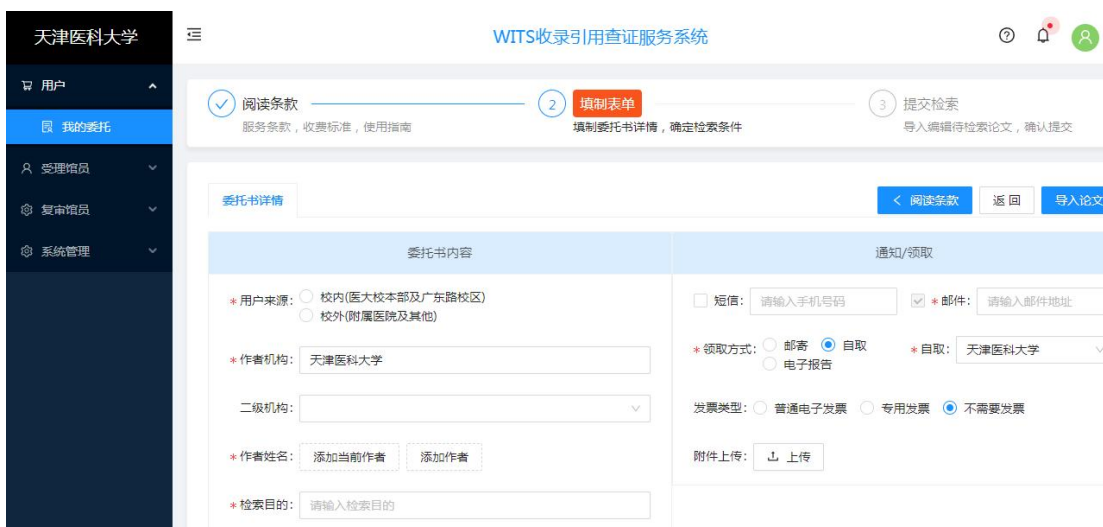 天津医科大学
WITS收录引用查证服务系统
用户
我的委托
受理馆员
复审馆员
系统管理
阅读条款
服务条款，收费标准，使用指南
2
填制表单
填制委托书详情，确定检索条件
3
提交检索
导入编辑待检索论文，确认提交
委托书详情
< 阅读条款
返回
导入论文
委托书内容
*用户来源：
校内(医大校本部及广东路校区)
校外(附属医院及其他)
*作者机构：
天津医科大学
二级机构：
*作者姓名：
添加当前作者
添加作者
*检索目的：
请输入检索目的
通知/领取
短信：
请输入手机号码
*邮件：
请输入邮件地址
*领取方式：
邮寄
自取
电子报告
*自取：
天津医科大学
发票类型：
普通电子发票
专用发票
不需要发票
附件上传：
上传